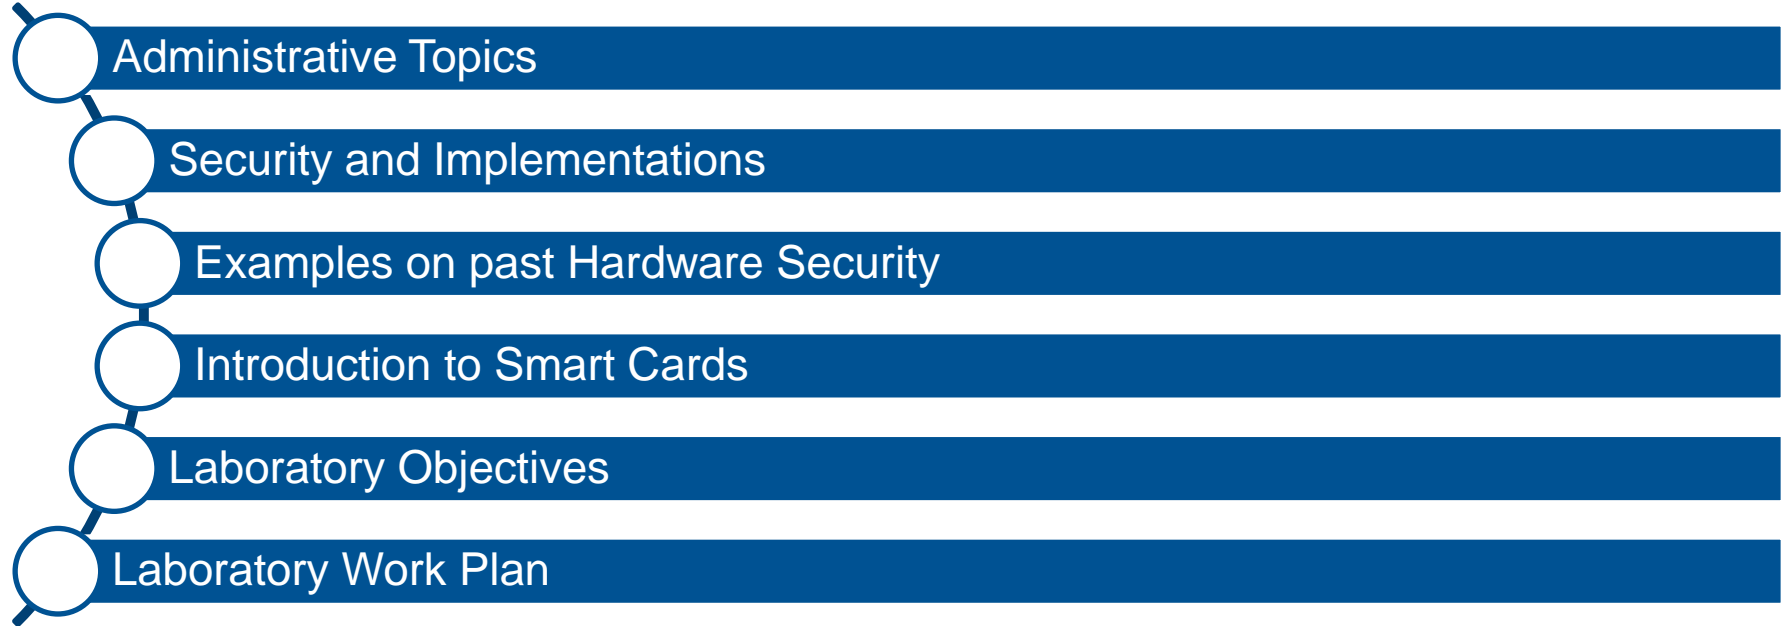 Administrative Topics
Security and Implementations
Examples on past Hardware Security
Introduction to Smart Cards
Laboratory Objectives
Laboratory Work Plan